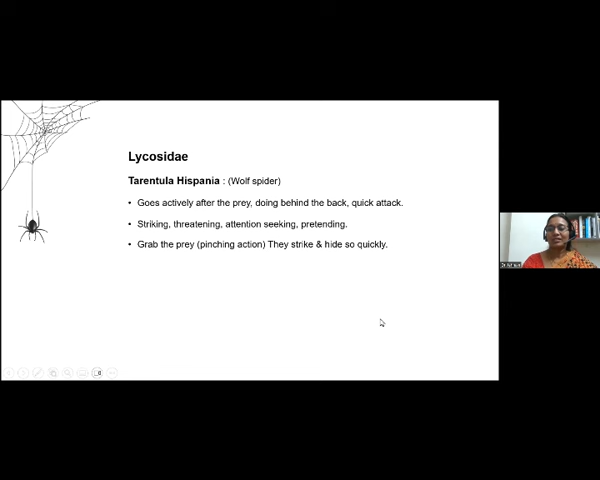 Lycosidae
Tarentula Hispania : (Wolf spider)
• Goes actively after the prey, doing behind the back, quick attack.
• Striking, threatening, attention seeking, pretending.
• Grab the prey (pinching action) They strike & hide so quickly.